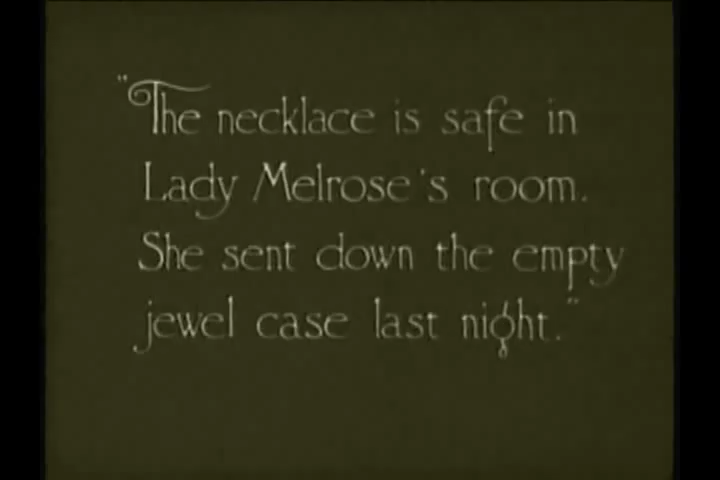 "The necklace is safe in
Lady Melrose's room.
She sent down the empty
jewel case last night."